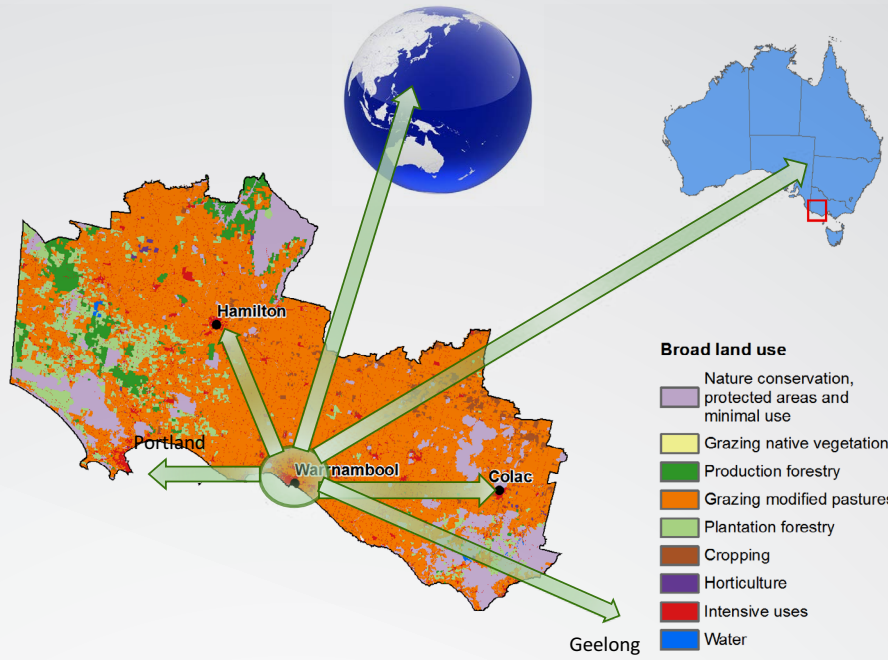 Hamilton
Portland
Warrnambool
Colac
Geelong
Broad land use
Nature conservation,
protected areas and
minimal use
Grazing native vegetation
Production forestry
Grazing modified pastures
Plantation forestry
Cropping
Horticulture
Intensive uses
Water